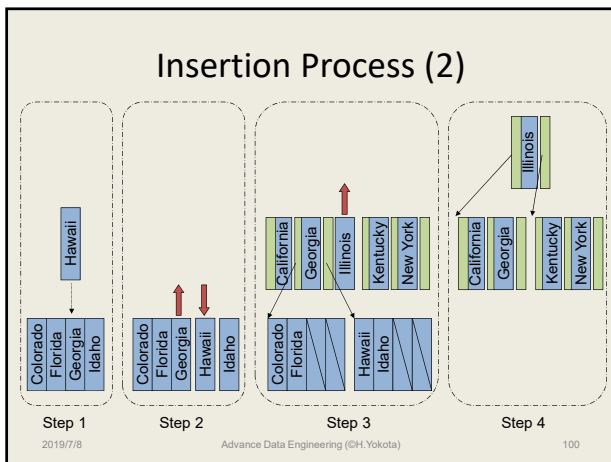 Insertion Process (2)
Hawaii
Colorado
Florida
Georgia
Idaho
Step 1
Colorado
Florida
Georgia
Hawaii
Idaho
Step 2
California
Georgia
Illinois
Kentucky
New York
Colorado
Florida
Hawaii
Idaho
Step 3
Illinois
California
Georgia
Kentucky
New York
Step 4
2019/7/8
Advance Data Engineering (©H.Yokota)
100